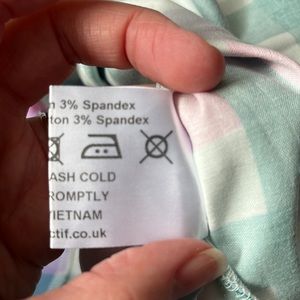 3% Spandex
ton 3% Spandex
ASH COLD
ROMPTLY
VIETNAM
ctif.co.uk